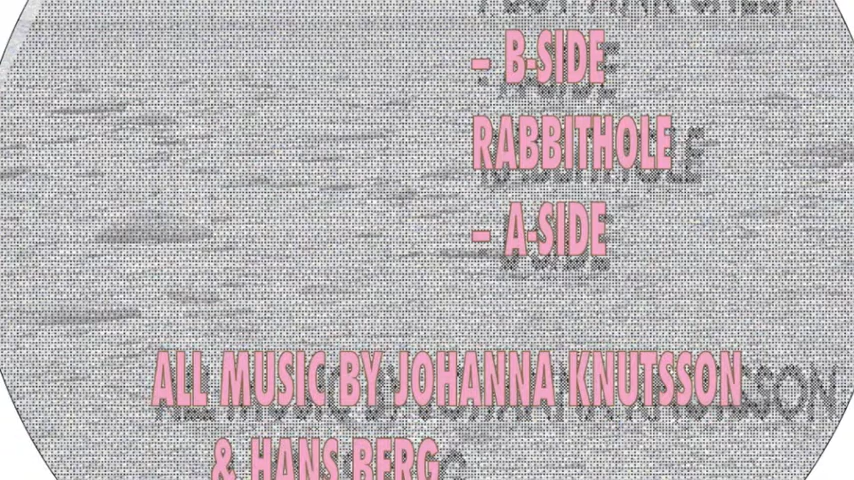 – B-SIDE
RABBITHOLE
– A-SIDE
ALL MUSIC BY JOHANNA KNUTSSON
& HANS BERG